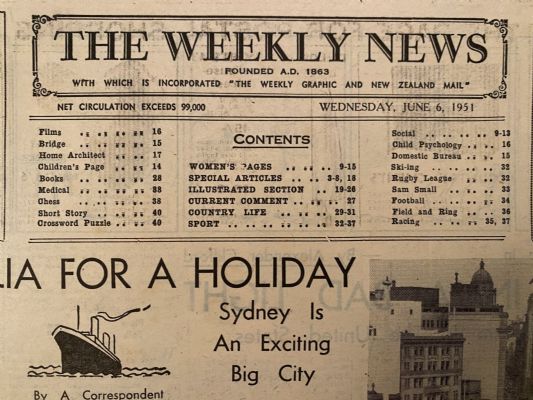 THE WEEKLY NEWS
FOUNDED A.D. 1863
WITH WHICH IS INCORPORATED "THE WEEKLY GRAPHIC AND NEW ZEALAND MAIL"
NET CIRCULATION EXCEEDS 99,000
WEDNESDAY, JUNE 6, 1951
Films .. .. .. .. 16
Bridge .. .. .. .. 15
Home Architect .. .. 17
Children's Page .. .. 14
Books .. .. .. .. 28
Medical .. .. .. .. 38
Chess .. .. .. .. 38
Short Story .. .. .. 40
Crossword Puzzle .. .. 40
CONTENTS
WOMEN'S PAGES .. .. .. 9-15
SPECIAL ARTICLES .. .. 3-8, 18
ILLUSTRATED SECTION .. 19-26
CURRENT COMMENT .. .. .. 27
COUNTRY LIFE .. .. .. 29-31
SPORT .. .. .. .. .. 32-37
Social .. .. .. .. 9-13
Child Psychology .. .. 16
Domestic Bureau .. .. 15
Ski-ing .. .. .. .. 32
Rugby League .. .. .. 32
Sam Small .. .. .. 33
Football .. .. .. .. 34
Field and Ring .. .. 36
Racing .. .. .. 35, 37
LIA FOR A HOLIDAY
Sydney Is
An Exciting
Big City
By A Correspondent